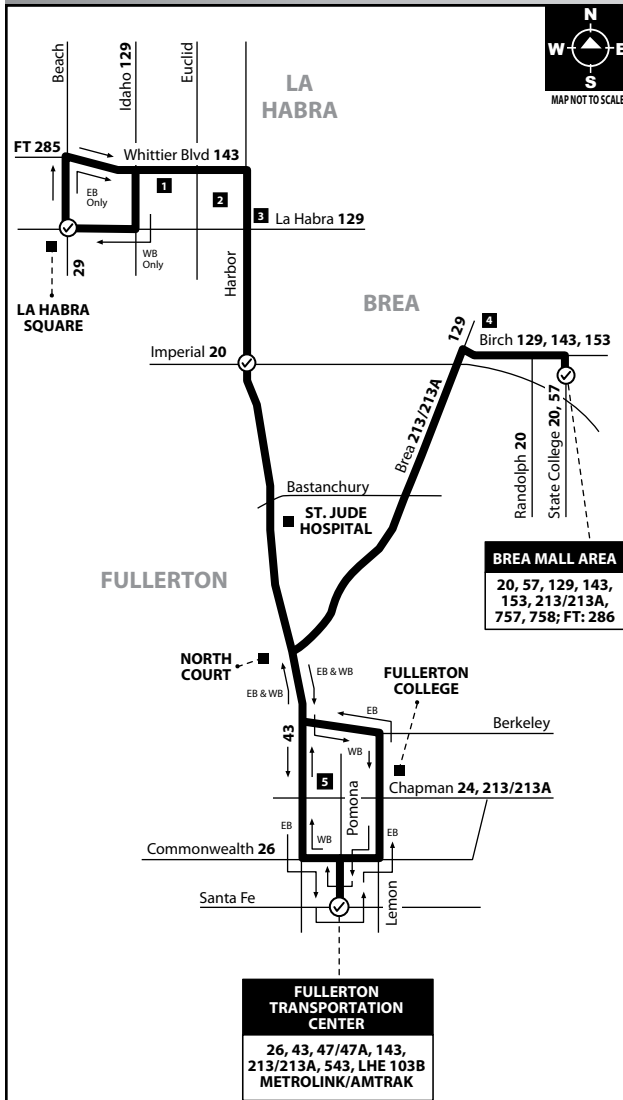 N
W E
S
MAP NOT TO SCALE
Beach
Idaho 129
Euclid
LA
HABRA
FT 285
Whittier Blvd 143
EB
Only
1
2
3
La Habra 129
WB
Only
29
Harbor
LA HABRA
SQUARE
BREA
129
4
Birch 129, 143, 153
Imperial 20
Brea 213/213A
Randolph 20
State College 20, 57
Bastanchury
ST. JUDE
HOSPITAL
BREA MALL AREA
20, 57, 129, 143,
153, 213/213A,
757, 758; FT: 286
FULLERTON
NORTH
COURT
EB & WB
EB & WB
FULLERTON
COLLEGE
EB
Berkeley
43
WB
5
Pomona
Chapman 24, 213/213A
EB
WB
EB
Commonwealth 26
Lemon
Santa Fe
FULLERTON
TRANSPORTATION
CENTER
26, 43, 47/47A, 143,
213/213A, 543, LHE 103B
METROLINK/AMTRAK